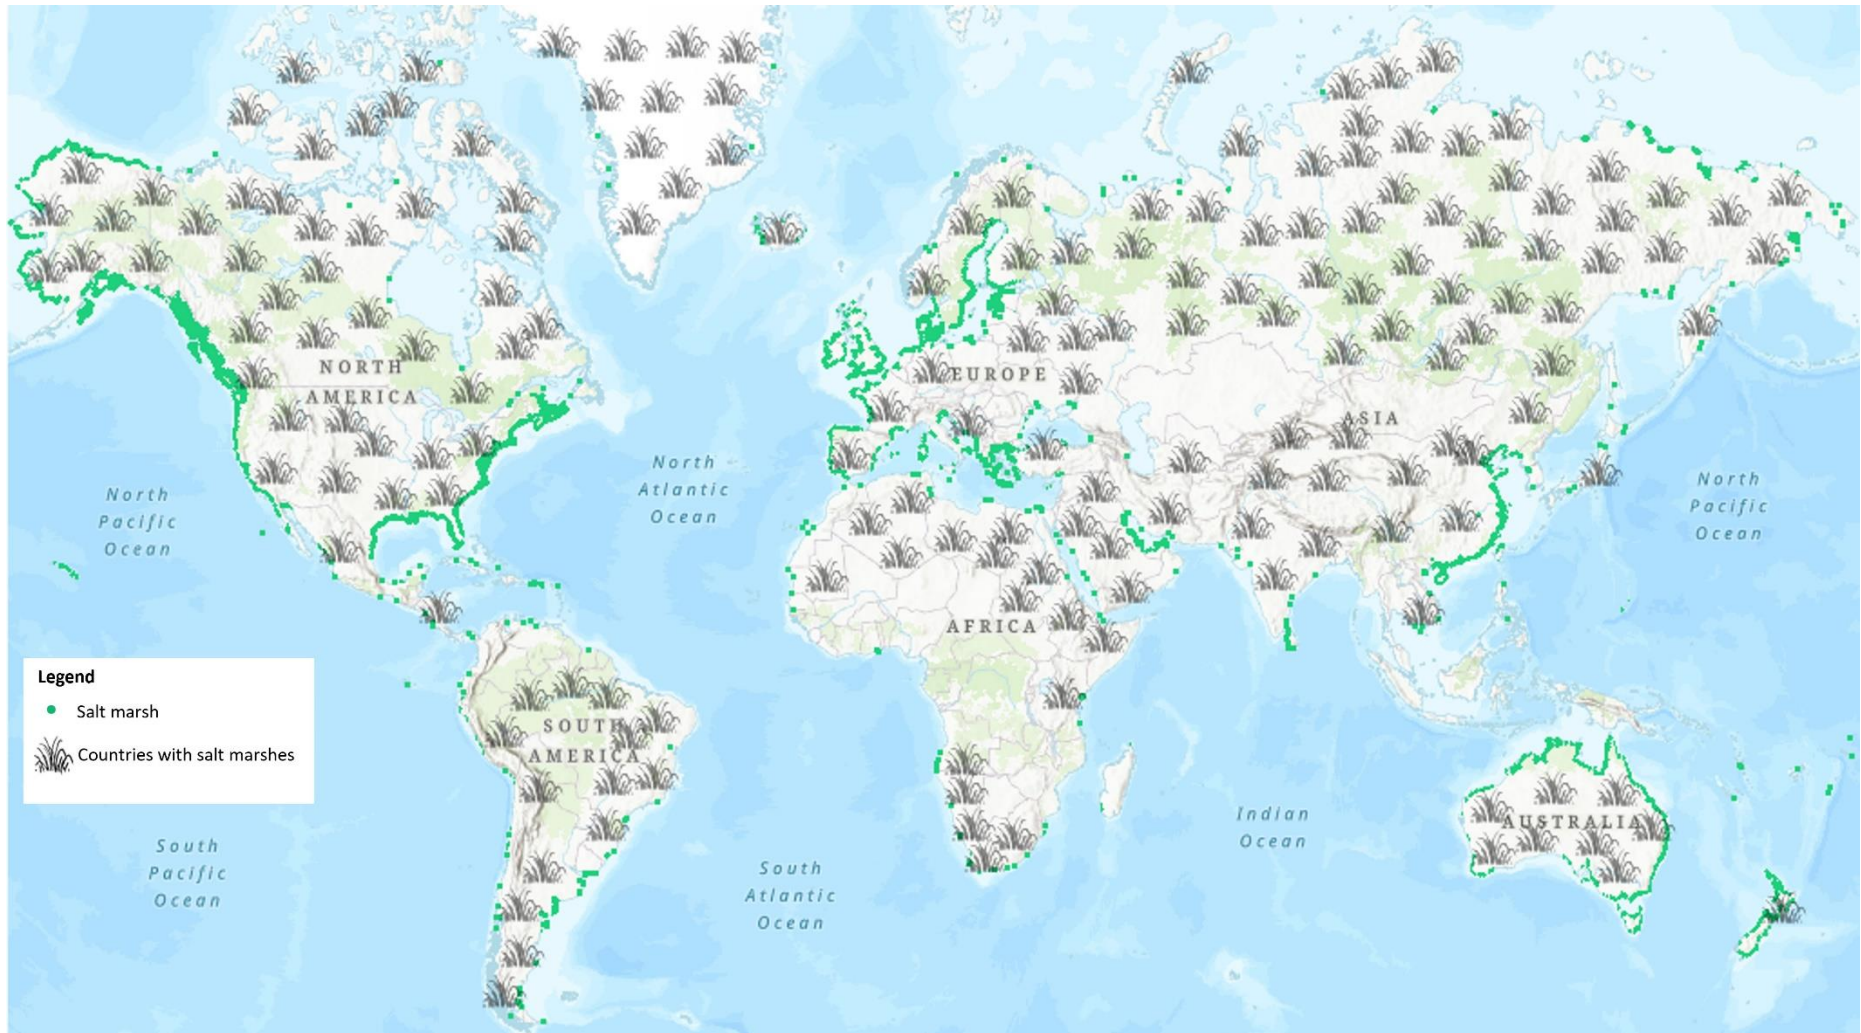 NORTH
AMERICA
EUROPE
ASIA
North
Pacific
Ocean
North
Atlantic
Ocean
North
Pacific
Ocean
AFRICA
Legend
Salt marsh
Countries with salt marshes
SOUTH
AMERICA
South
Pacific
Ocean
South
Atlantic
Ocean
Indian
Ocean
AUSTRALIA